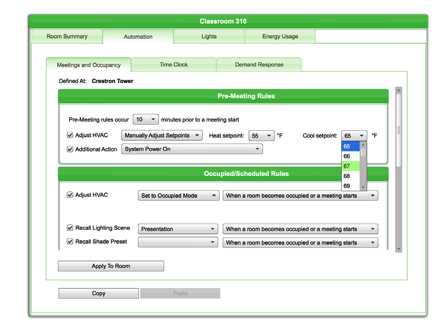 Classroom 310
Room Summary Automation Lights Energy Usage
Meetings and Occupancy Time Clock Demand Response
Defined At: Crestron Tower
Pre-Meeting Rules
Pre-Meeting rules occur 10 minutes prior to a meeting start
Adjust HVAC Manually Adjust Setpoints Heat setpoint: 55 °F Cool setpoint: 65 °F
Additional Action System Power On
65
66
67
68
69
Occupied/Scheduled Rules
Adjust HVAC Set to Occupied Mode When a room becomes occupied or a meeting starts
Recall Lighting Scene Presentation When a room becomes occupied or a meeting starts
Recall Shade Preset When a room becomes occupied or a meeting starts
Apply To Room
Copy Paste